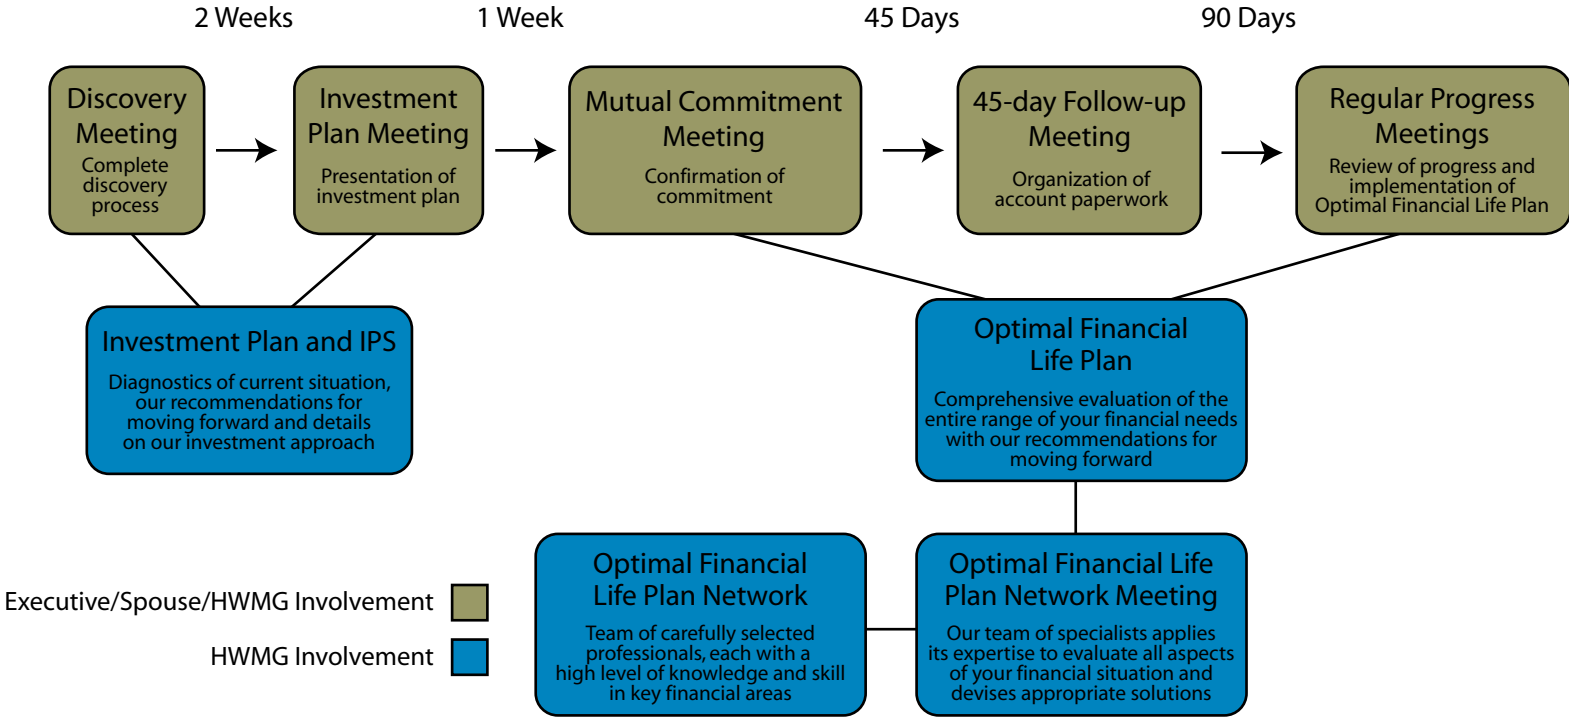 2 Weeks
1 Week
45 Days
90 Days
Discovery
Meeting
Complete
discovery
process
Investment
Plan Meeting
Presentation of
investment plan
Mutual Commitment
Meeting
Confirmation of
commitment
45-day Follow-up
Meeting
Organization of
account paperwork
Regular Progress
Meetings
Review of progress and
implementation of
Optimal Financial Life Plan
Investment Plan and IPS
Diagnostics of current situation,
our recommendations for
moving forward and details
on our investment approach
Optimal Financial
Life Plan
Comprehensive evaluation of the
entire range of your financial needs
with our recommendations for
moving forward
Optimal Financial
Life Plan Network
Team of carefully selected
professionals, each with a
high level of knowledge and skill
in key financial areas
Optimal Financial Life
Plan Network Meeting
Our team of specialists applies
its expertise to evaluate all aspects
of your financial situation and
devises appropriate solutions
Executive/Spouse/HWMG Involvement
HWMG Involvement